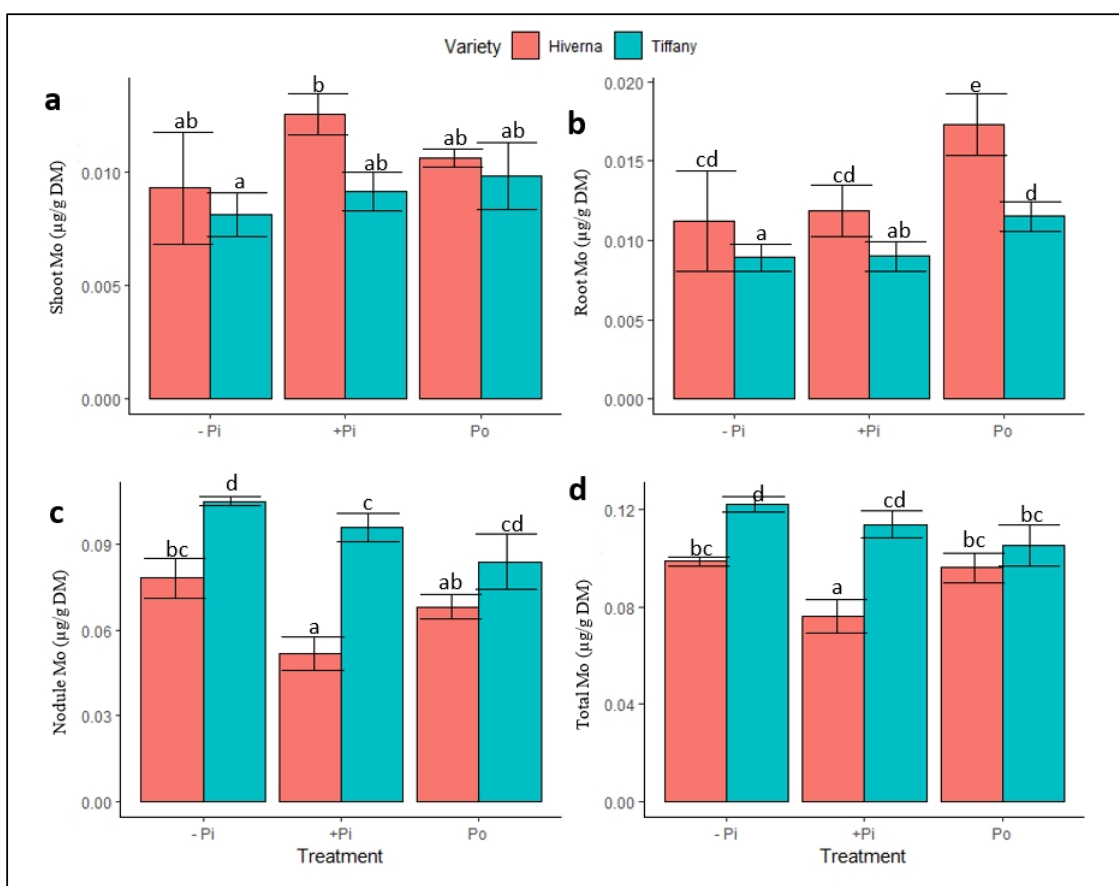 Variety Hiverna Tiffany
a
Shoot Mo (µg/g DM)
0.010
0.005
0.000
ab
a
b
ab
ab
ab
- Pi +Pi Po
b
Root Mo (µg/g DM)
0.020
0.015
0.010
0.005
0.000
cd
a
cd
ab
e
d
- Pi +Pi Po
c
Nodule Mo (µg/g DM)
0.09
0.06
0.03
0.00
bc
d
a
c
ab
cd
- Pi +Pi Po
Treatment
d
Total Mo (µg/g DM)
0.12
0.08
0.04
0.00
bc
d
a
cd
bc
bc
- Pi +Pi Po
Treatment